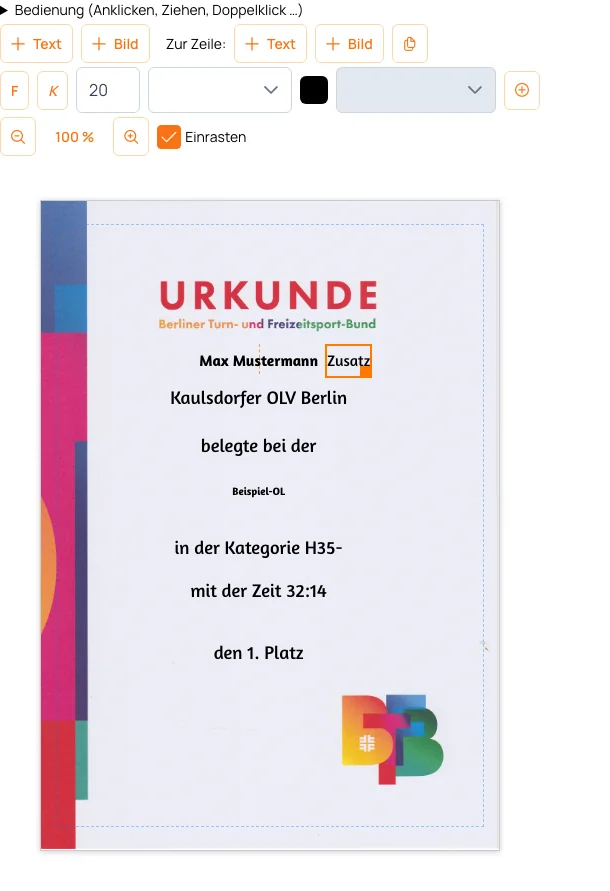 Bedienung (Anklicken, Ziehen, Doppelklick ...)
Text Bild Zur Zeile: Text Bild
F K 20
100 % Einrasten
URKUNDE
Berliner Turn- und Freizeitsport-Bund
Max Mustermann Zusatz
Kaulsdorfer OLV Berlin
belegte bei der
Beispiel-OL
in der Kategorie H35-
mit der Zeit 32:14
den 1. Platz
BTB